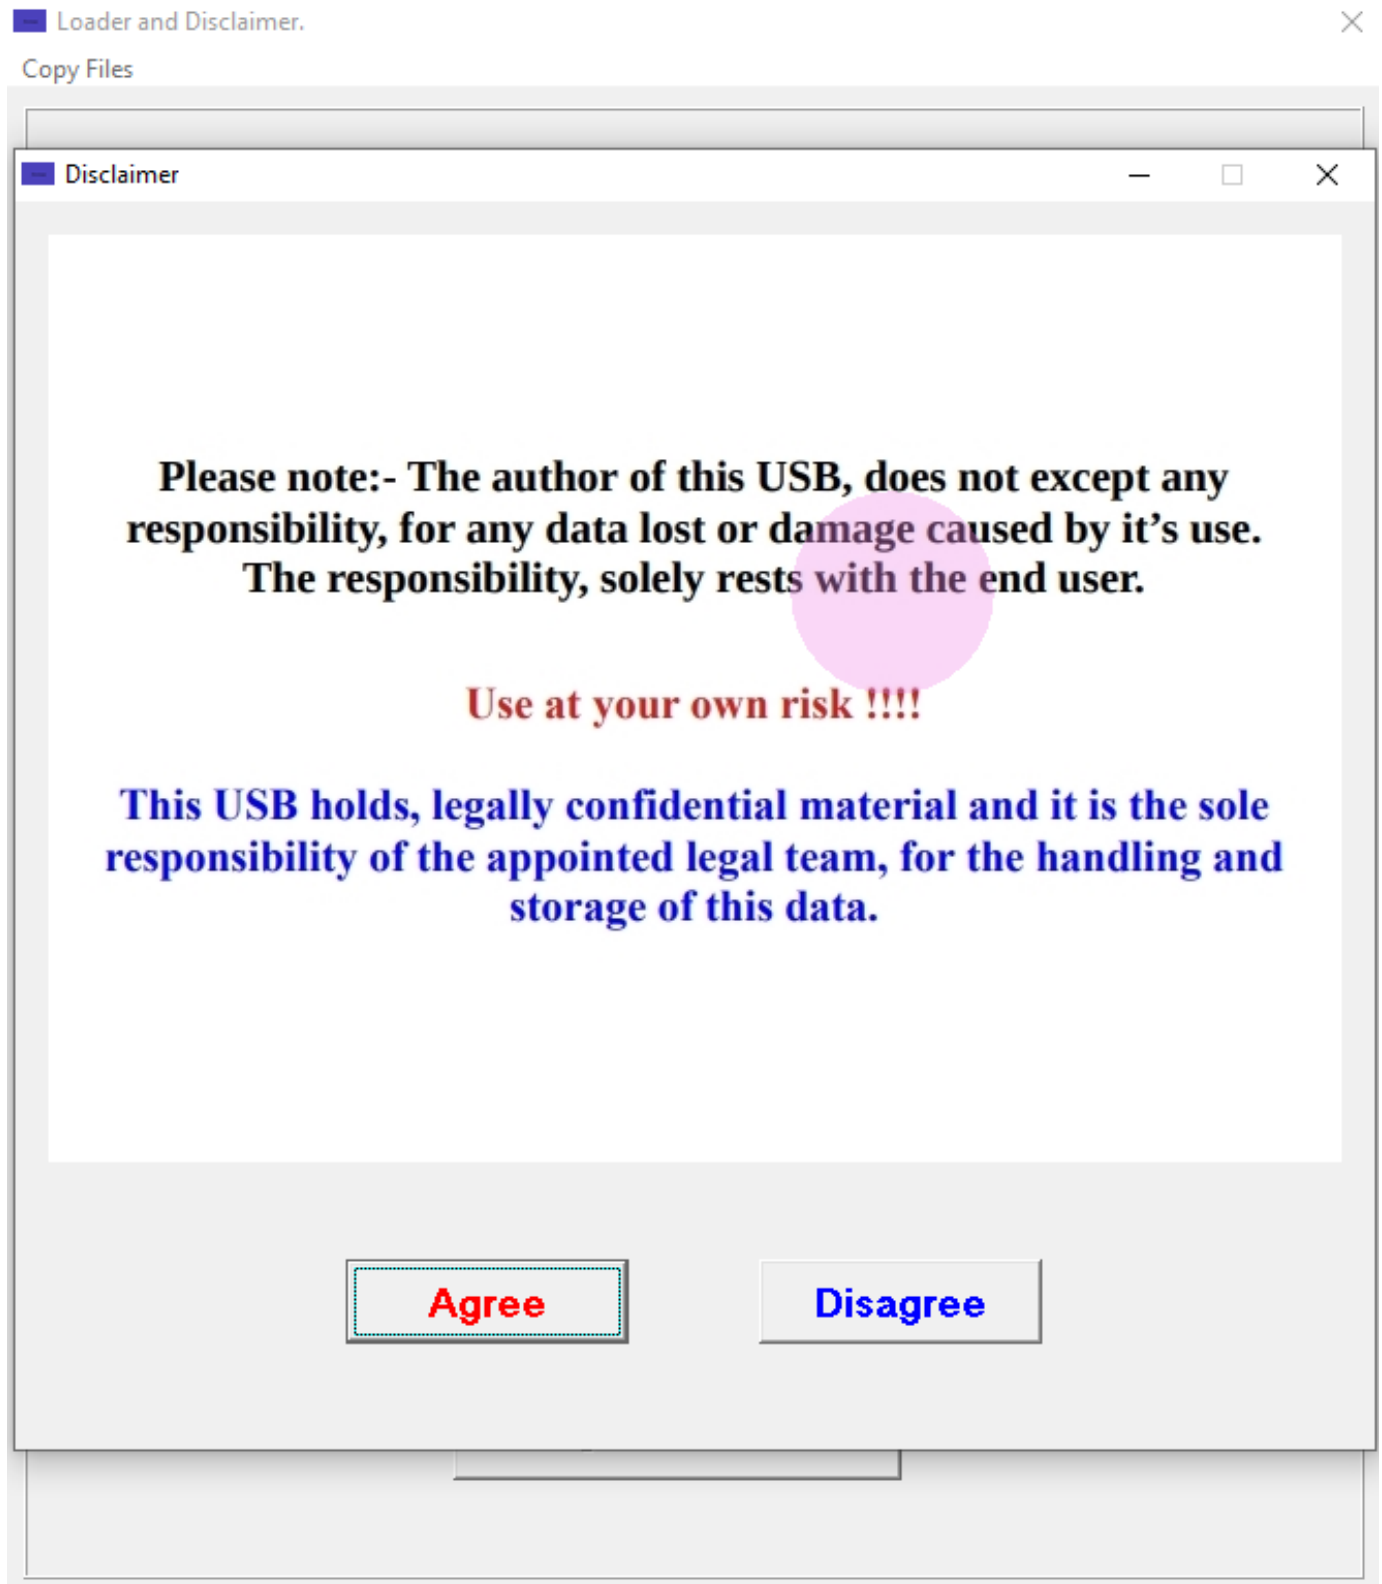 Loader and Disclaimer.
Copy Files
Disclaimer
Please note:- The author of this USB, does not except any
responsibility, for any data lost or damage caused by it’s use.
The responsibility, solely rests with the end user.
Use at your own risk !!!!
This USB holds, legally confidential material and it is the sole
responsibility of the appointed legal team, for the handling and
storage of this data.
Agree
Disagree